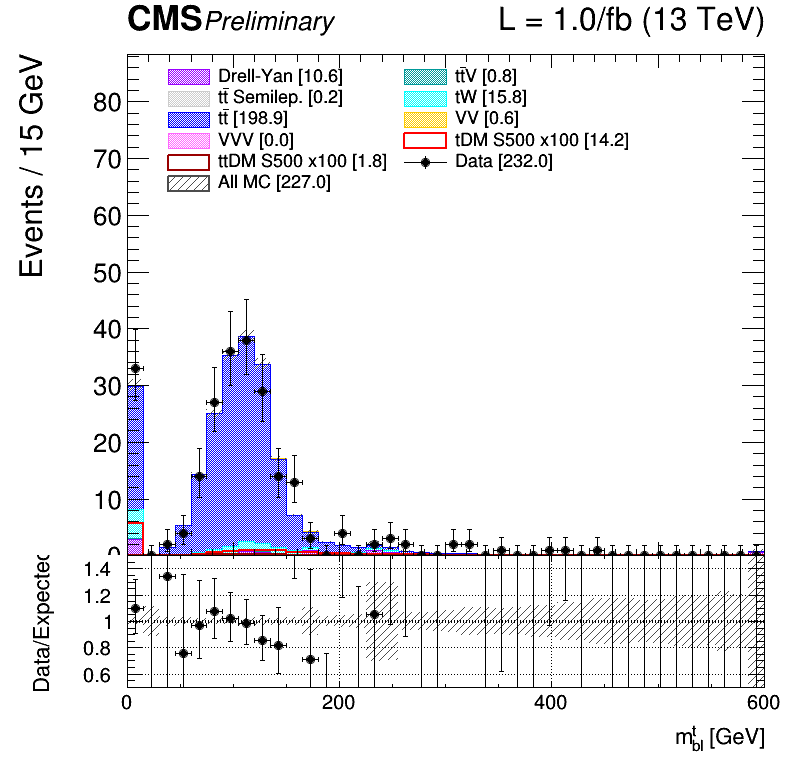 CMS Preliminary L = 1.0/fb (13 TeV)
Events / 15 GeV
Drell-Yan [10.6]
tt̄V [0.8]
tt̄ Semilep. [0.2]
tW [15.8]
tt̄ [198.9]
VV [0.6]
VVV [0.0]
tDM S500 x100 [14.2]
ttDM S500 x100 [1.8]
Data [232.0]
All MC [227.0]
80
70
60
50
40
30
20
10
0
Data/Expected
1.4
1.2
1
0.8
0.6
0 200 400 600
m^t_bl [GeV]